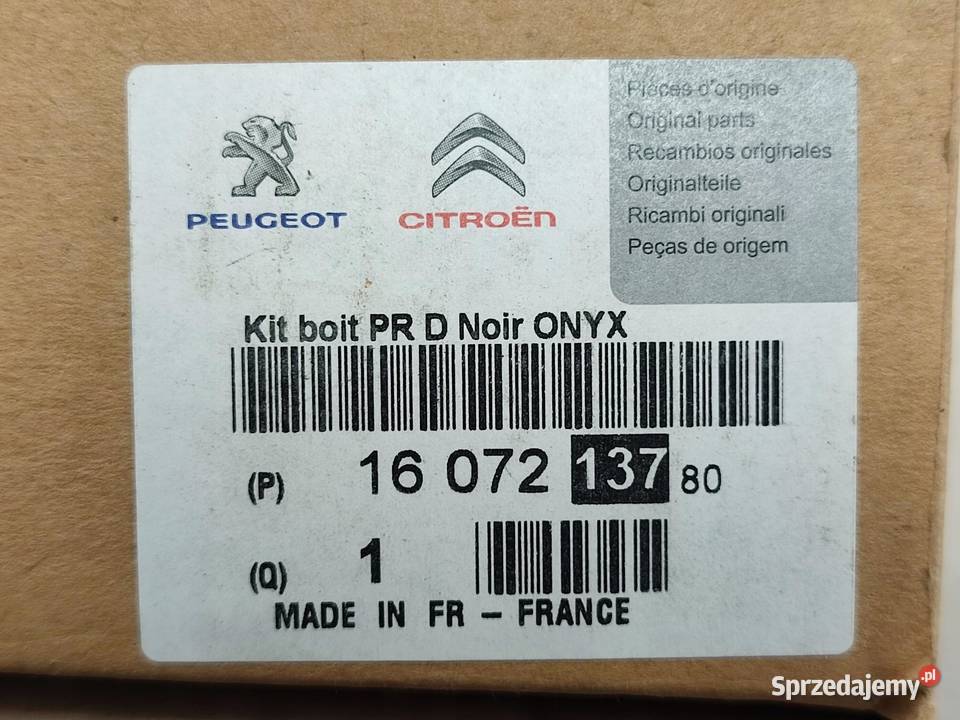 PEUGEOT
CITROËN
Pièces d'origine
Original parts
Recambios originales
Originalteile
Ricambi originali
Peças de origem
Kit boit PR D Noir ONYX
(P) 16 072 137 80
(Q) 1
MADE IN FR - FRANCE
Sprzedajemy.pl